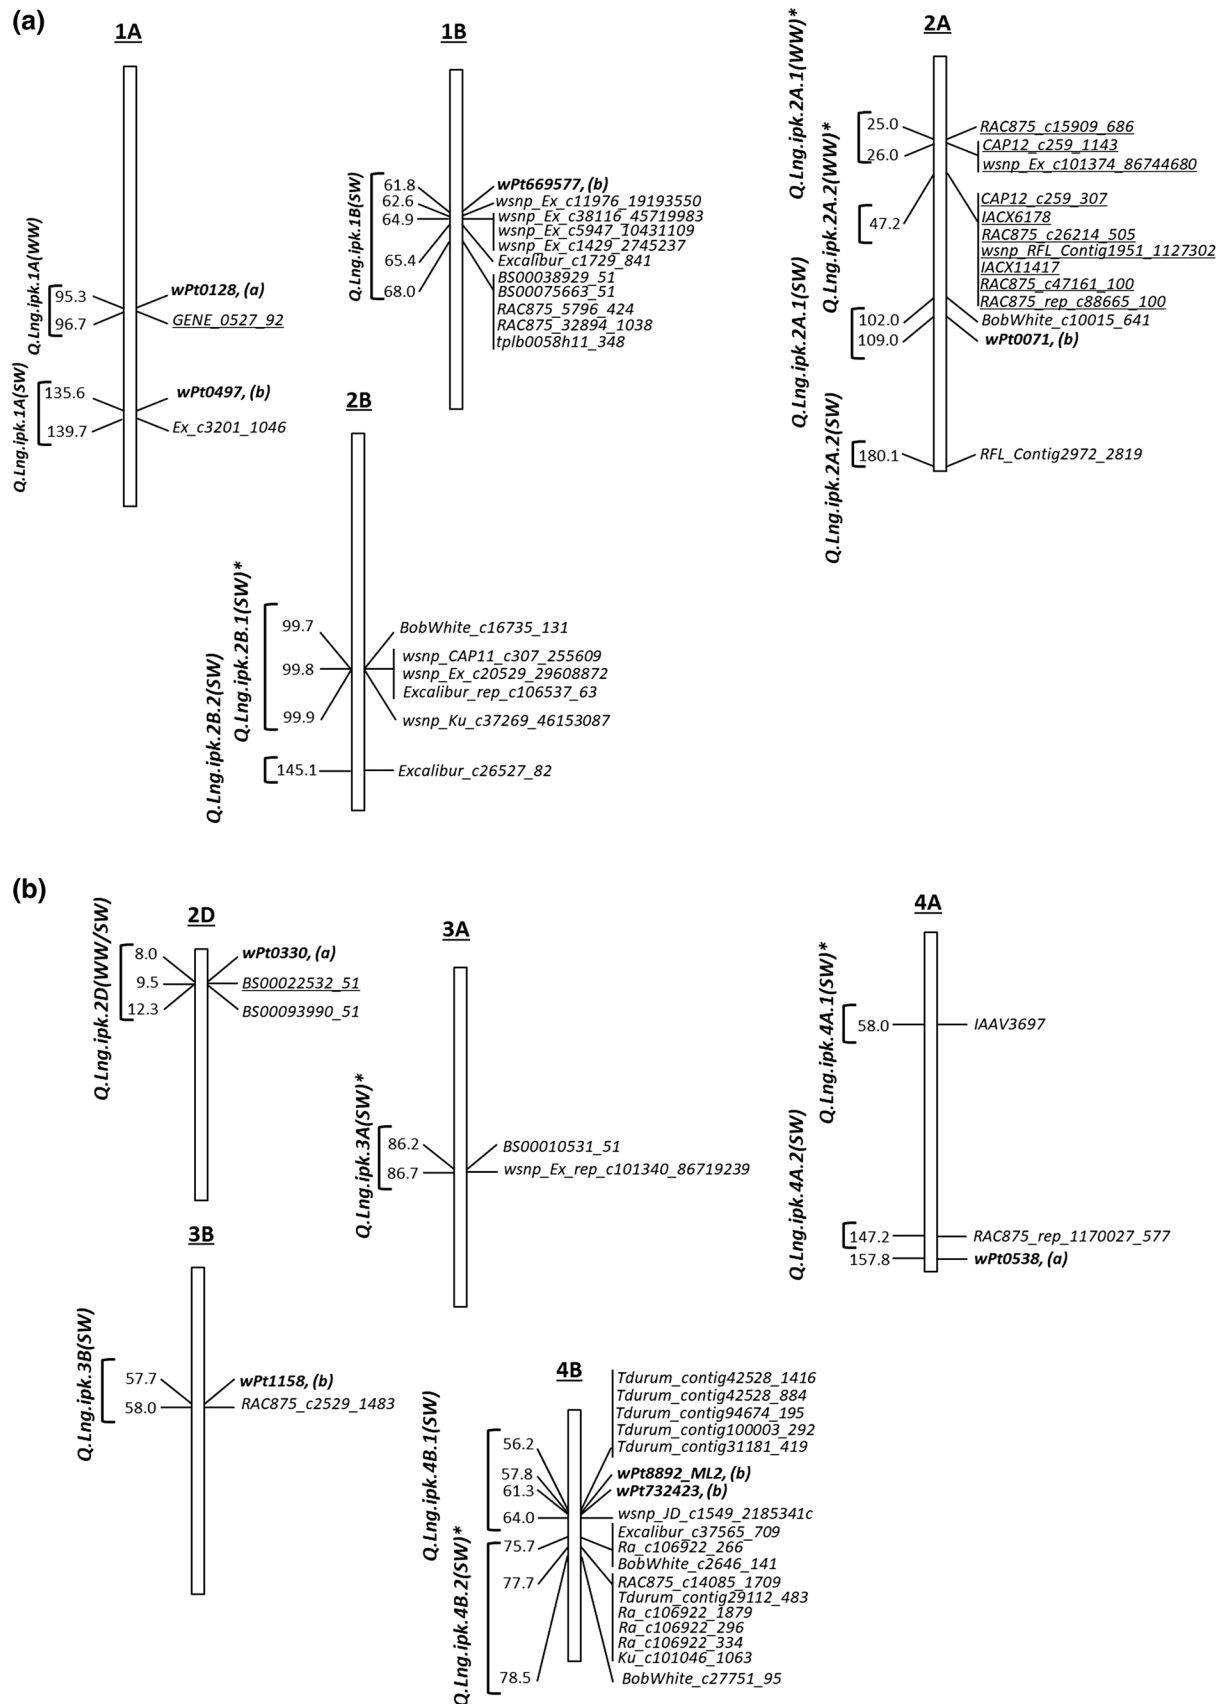 (a)
1A
Q.Lng.ipk.1A(WW)
95.3
96.7
wPt0128, (a)
GENE_0527_92
Q.Lng.ipk.1A(SW)
135.6
139.7
wPt0497, (b)
Ex_c3201_1046
1B
Q.Lng.ipk.1B(SW)
61.8
62.6
64.9
65.4
68.0
wPt669577, (b)
wsnp_Ex_c11976_19193550
wsnp_Ex_c38116_45719983
wsnp_Ex_c5947_10431109
wsnp_Ex_c1429_2745237
Excalibur_c1729_841
BS00038929_51
BS00075663_51
RAC875_5796_424
RAC875_32894_1038
tplb0058h11_348
2A
Q.Lng.ipk.2A.1(WW)*
25.0
26.0
RAC875_c15909_686
CAP12_c259_1143
wsnp_Ex_c101374_86744680
Q.Lng.ipk.2A.2(WW)*
47.2
CAP12_c259_307
IACX6178
RAC875_c26214_505
wsnp_RFL_Contig1951_1127302
IACX11417
RAC875_c47161_100
RAC875_rep_c88665_100
Q.Lng.ipk.2A.1(SW)
102.0
109.0
BobWhite_c10015_641
wPt0071, (b)
Q.Lng.ipk.2A.2(SW)
180.1
RFL_Contig2972_2819
2B
Q.Lng.ipk.2B.1(SW)*
99.7
99.8
99.9
BobWhite_c16735_131
wsnp_CAP11_c307_255609
wsnp_Ex_c20529_29608872
Excalibur_rep_c106537_63
wsnp_Ku_c37269_46153087
Q.Lng.ipk.2B.2(SW)
145.1
Excalibur_c26527_82
(b)
2D
Q.Lng.ipk.2D(WW/SW)
8.0
9.5
12.3
wPt0330, (a)
BS00022532_51
BS00093990_51
3A
Q.Lng.ipk.3A(SW)*
86.2
86.7
BS00010531_51
wsnp_Ex_rep_c101340_86719239
4A
Q.Lng.ipk.4A.1(SW)*
58.0
IAAV3697
Q.Lng.ipk.4A.2(SW)
147.2
157.8
RAC875_rep_1170027_577
wPt0538, (a)
3B
Q.Lng.ipk.3B(SW)
57.7
58.0
wPt1158, (b)
RAC875_c2529_1483
4B
Q.Lng.ipk.4B.1(SW)
56.2
57.8
61.3
64.0
Tdurum_contig42528_1416
Tdurum_contig42528_884
Tdurum_contig94674_195
Tdurum_contig100003_292
Tdurum_contig31181_419
wPt8892_ML2, (b)
wPt732423, (b)
wsnp_JD_c1549_2185341c
Q.Lng.ipk.4B.2(SW)*
75.7
77.7
78.5
Excalibur_c37565_709
Ra_c106922_266
BobWhite_c2646_141
RAC875_c14085_1709
Tdurum_contig29112_483
Ra_c106922_1879
Ra_c106922_296
Ra_c106922_334
Ku_c101046_1063
BobWhite_c27751_95